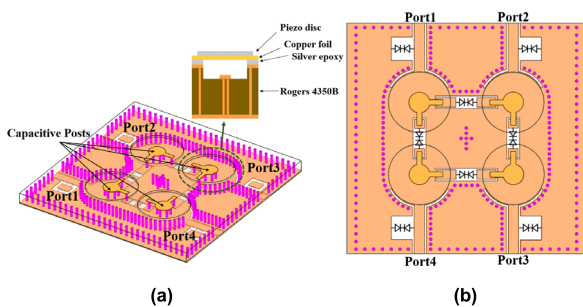 Piezo disc
Copper foil
Silver epoxy
Rogers 4350B
Capacitive Posts
Port2
Port3
Port1
Port4
(a)
Port1
Port2
Port4
Port3
(b)